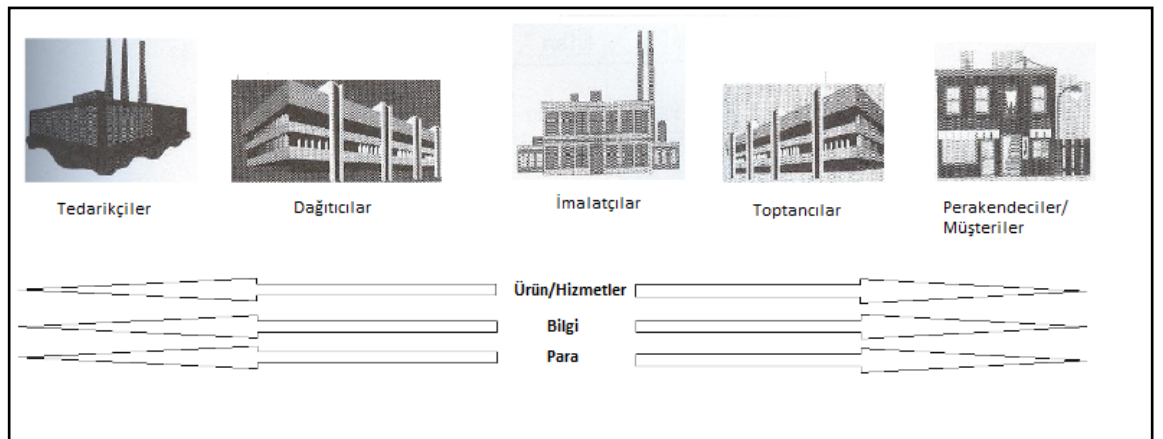 Tedarikçiler
Dağıtıcılar
İmalatçılar
Toptancılar
Perakendeciler/
Müşteriler
Ürün/Hizmetler
Bilgi
Para